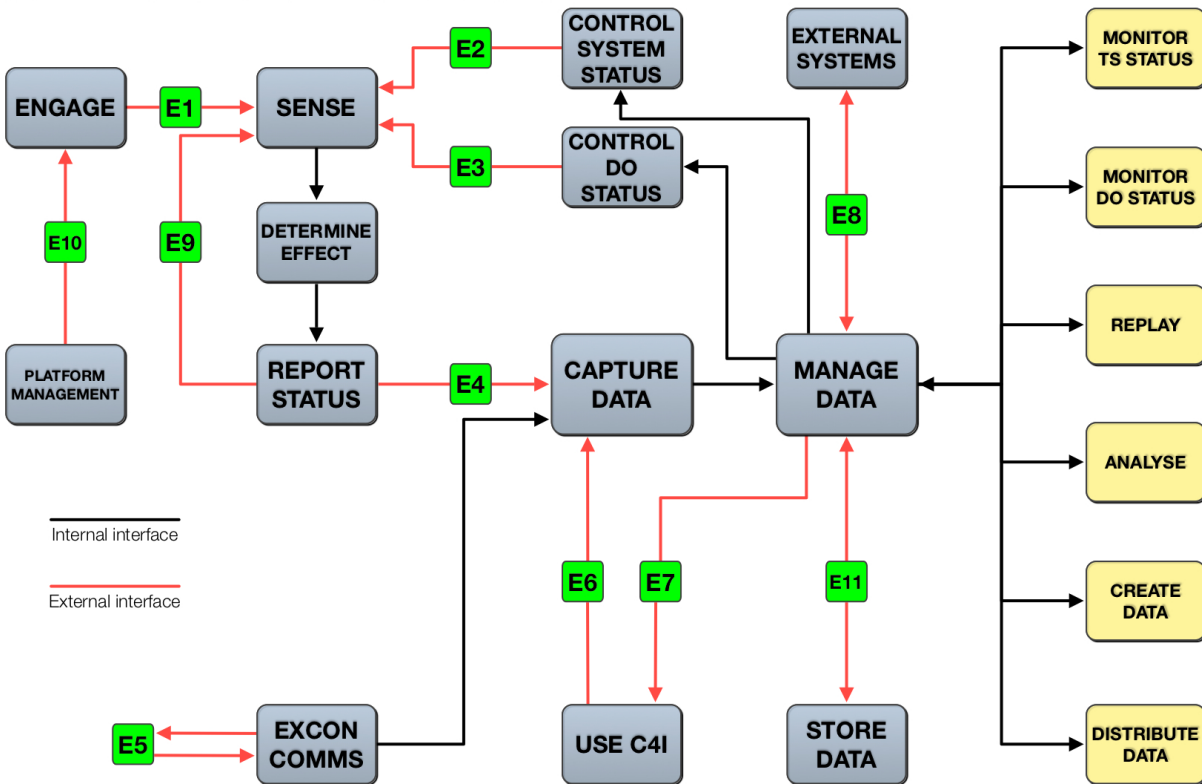 CONTROL
SYSTEM
STATUS
EXTERNAL
SYSTEMS
MONITOR
TS STATUS
E2
ENGAGE
E1
SENSE
E3
CONTROL
DO
STATUS
MONITOR
DO STATUS
E10
E9
DETERMINE
EFFECT
E8
REPLAY
PLATFORM
MANAGEMENT
REPORT
STATUS
E4
CAPTURE
DATA
MANAGE
DATA
ANALYSE
Internal interface
External interface
E6
E7
E11
CREATE
DATA
E5
EXCON
COMMS
USE C4I
STORE
DATA
DISTRIBUTE
DATA